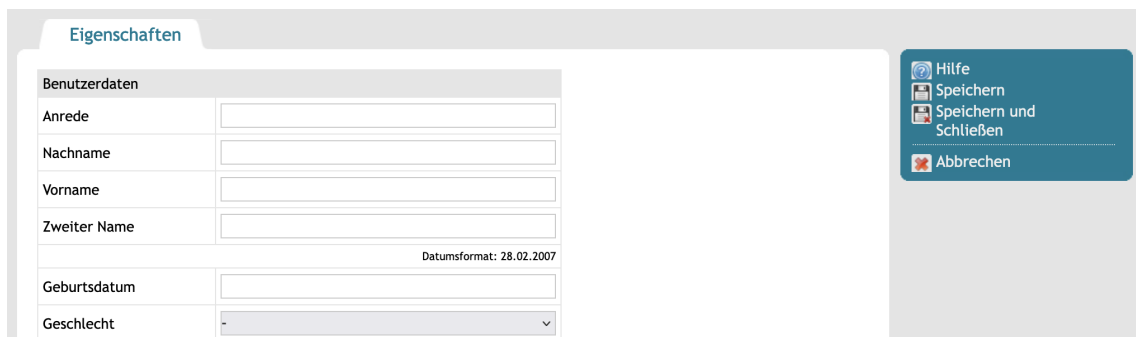 Eigenschaften
Benutzerdaten
Anrede
Nachname
Vorname
Zweiter Name
Datumsformat: 28.02.2007
Geburtsdatum
Geschlecht
-
Hilfe
Speichern
Speichern und
Schließen
Abbrechen